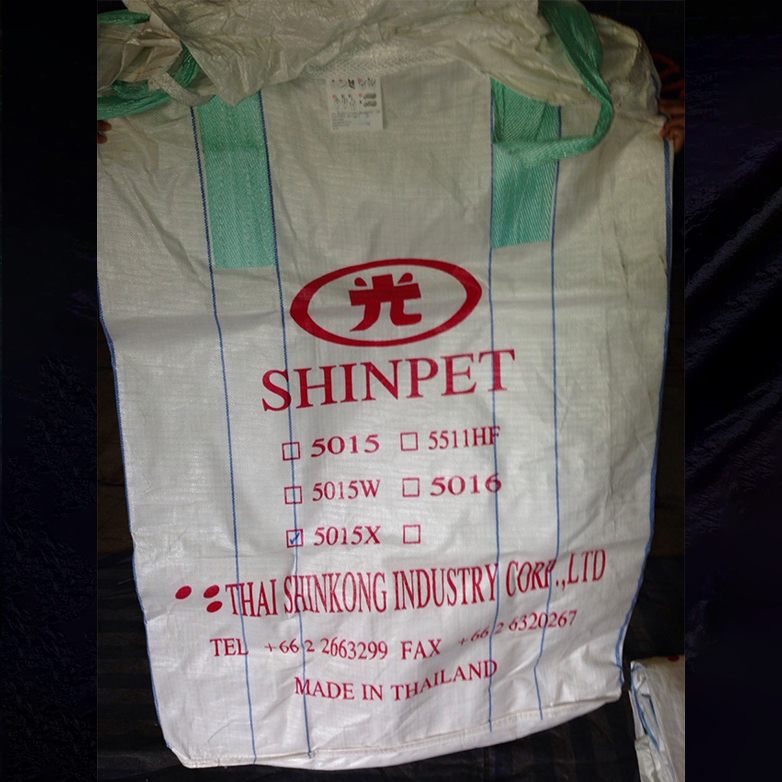 光
SHINPET
5015 5511HF
5015W 5016
5015X
THAI SHINKONG INDUSTRY CORP.,LTD
TEL +66 2 2663299 FAX +66 2 6320267
MADE IN THAILAND